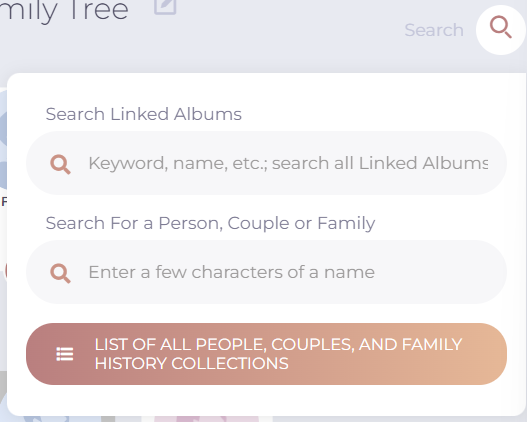 mily Tree
Search
Search Linked Albums
Keyword, name, etc.; search all Linked Albums
Search For a Person, Couple or Family
Enter a few characters of a name
LIST OF ALL PEOPLE, COUPLES, AND FAMILY
HISTORY COLLECTIONS